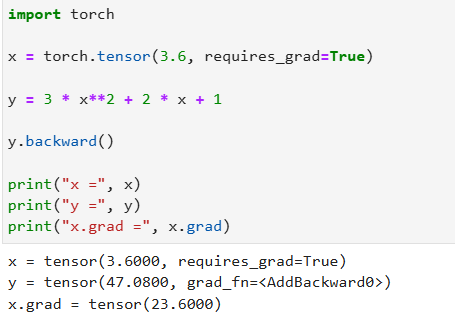 import torch
x = torch.tensor(3.6, requires_grad=True)
y = 3 * x**2 + 2 * x + 1
y.backward()
print("x =", x)
print("y =", y)
print("x.grad =", x.grad)
x = tensor(3.6000, requires_grad=True)
y = tensor(47.0800, grad_fn=<AddBackward0>)
x.grad = tensor(23.6000)